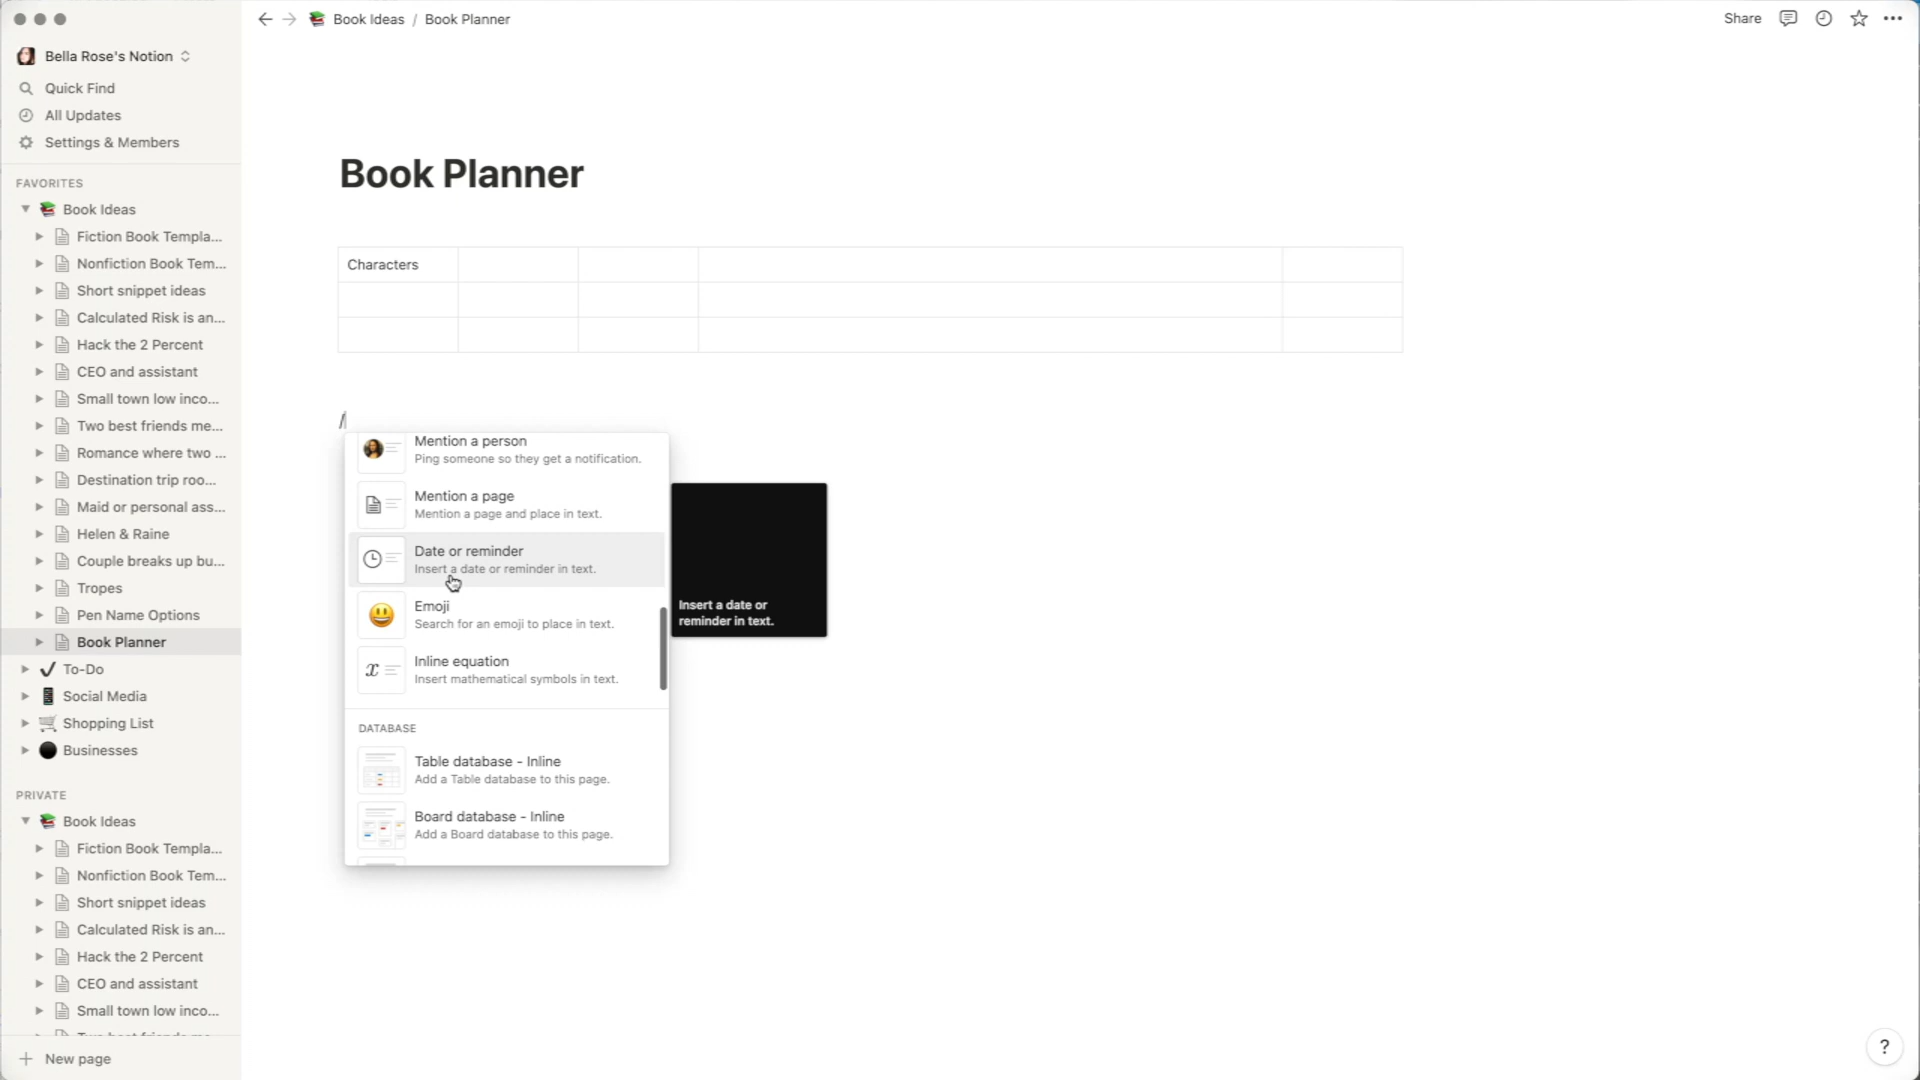 Book Ideas / Book Planner
Share
Bella Rose's Notion
Quick Find
All Updates
Settings & Members
FAVORITES
Book Ideas
Fiction Book Templa...
Nonfiction Book Tem...
Short snippet ideas
Calculated Risk is an...
Hack the 2 Percent
CEO and assistant
Small town low inco...
Two best friends me...
Romance where two ...
Destination trip roo...
Maid or personal ass...
Helen & Raine
Couple breaks up bu...
Tropes
Pen Name Options
Book Planner
To-Do
Social Media
Shopping List
Businesses
PRIVATE
Book Ideas
Fiction Book Templa...
Nonfiction Book Tem...
Short snippet ideas
Calculated Risk is an...
Hack the 2 Percent
CEO and assistant
Small town low inco...
New page
Book Planner
Characters
/
Mention a person
Ping someone so they get a notification.
Mention a page
Mention a page and place in text.
Date or reminder
Insert a date or reminder in text.
Emoji
Search for an emoji to place in text.
x
Inline equation
Insert mathematical symbols in text.
DATABASE
Table database - Inline
Add a Table database to this page.
Board database - Inline
Add a Board database to this page.
Insert a date or
reminder in text.
?